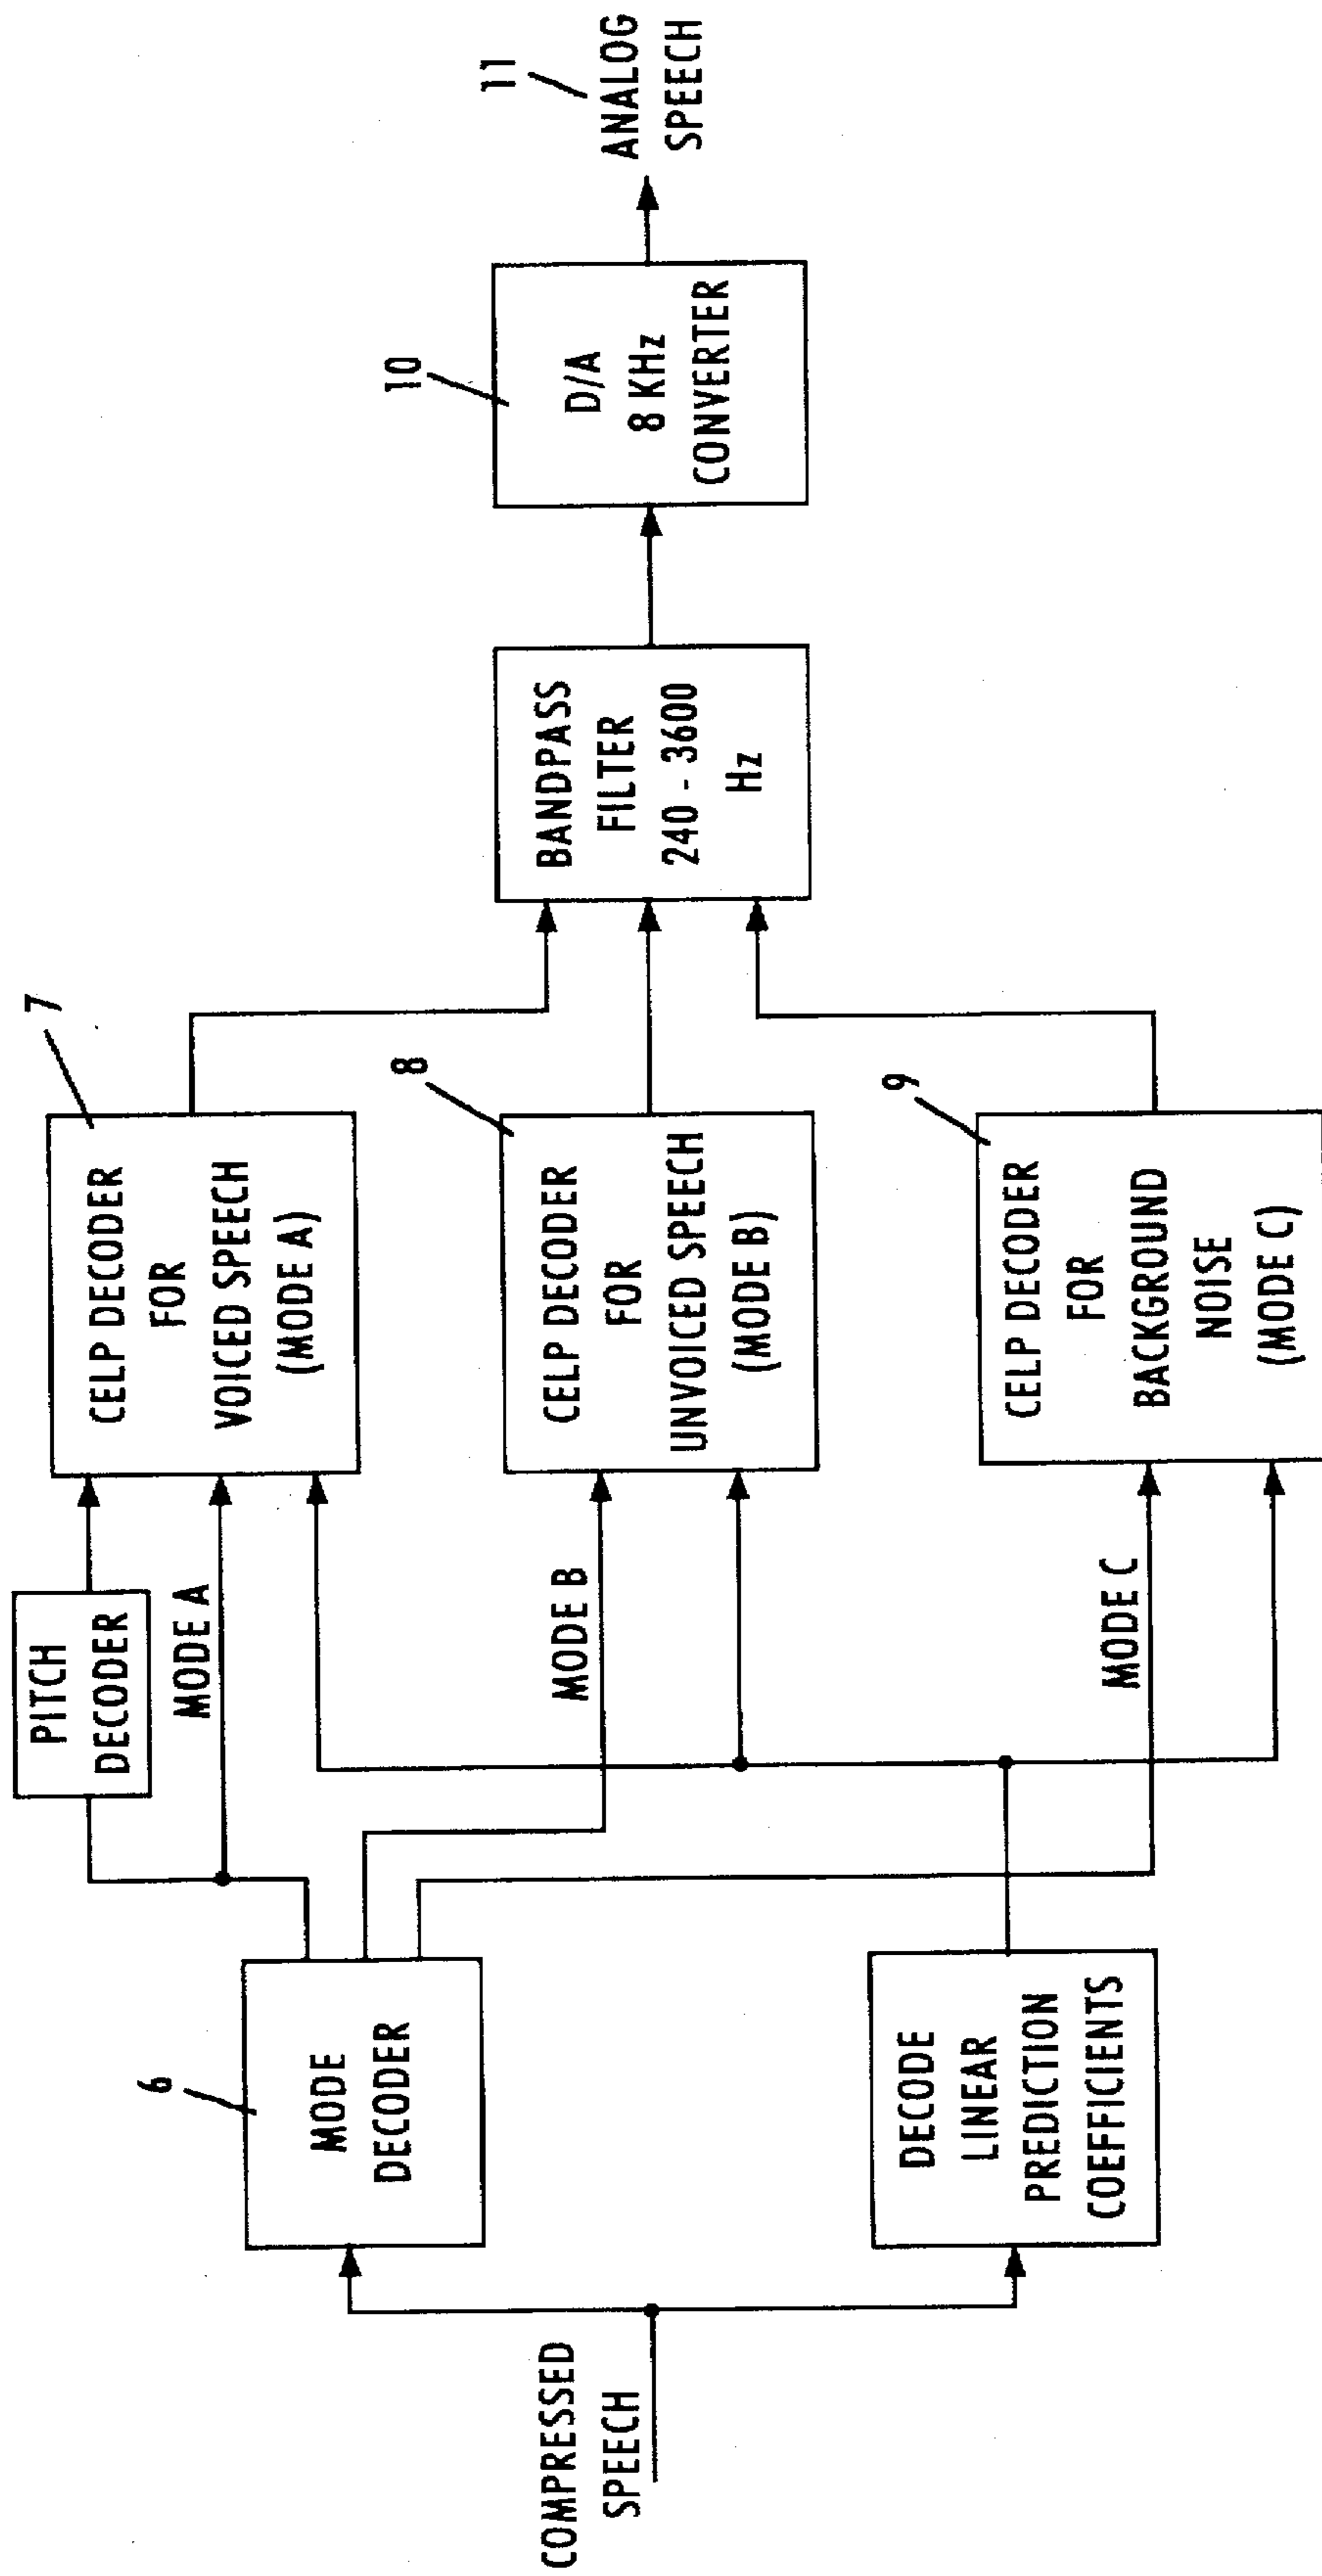 COMPRESSED
SPEECH
6
MODE
DECODER
DECODE
LINEAR
PREDICTION
COEFFICIENTS
PITCH
DECODER
MODE A
MODE B
MODE C
7
CELP DECODER
FOR
VOICED SPEECH
(MODE A)
8
CELP DECODER
FOR
UNVOICED SPEECH
(MODE B)
9
CELP DECODER
FOR
BACKGROUND
NOISE
(MODE C)
BANDPASS
FILTER
240 - 3600
Hz
10
D/A
8 KHz
CONVERTER
11
ANALOG
SPEECH